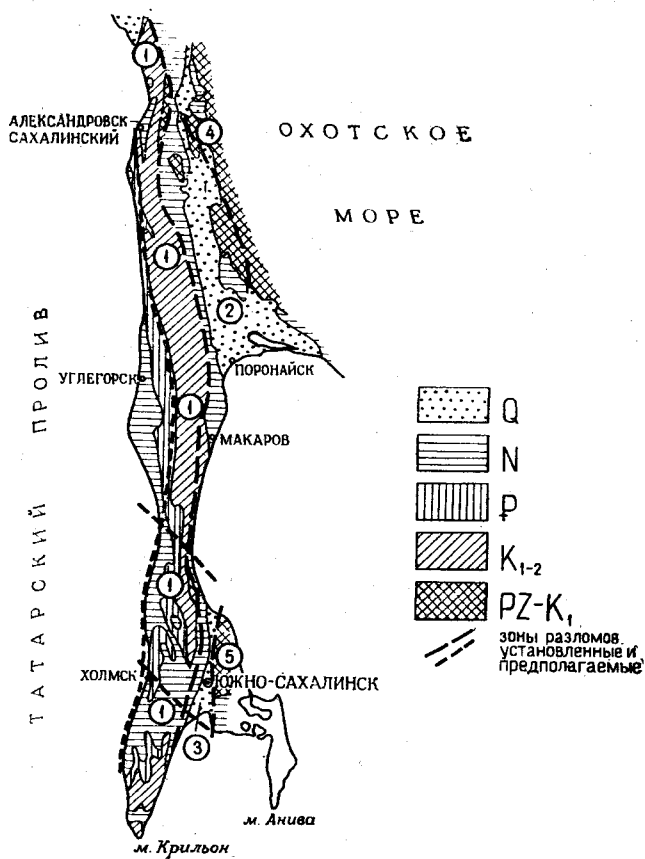 1
АЛЕКСАНДРОВСК
САХАЛИНСКИЙ
4
ОХОТСКОЕ
МОРЕ
1
2
ТАТАРСКИЙ ПРОЛИВ
УГЛЕГОРСК
ПОРОНАЙСК
1
МАКАРОВ
Q
N
P
K1-2
PZ-K1
зоны разломов
установленные и
предполагаемые
1
5
ХОЛМСК
ЮЖНО-САХАЛИНСК
1
3
м. Анива
м. Крильон